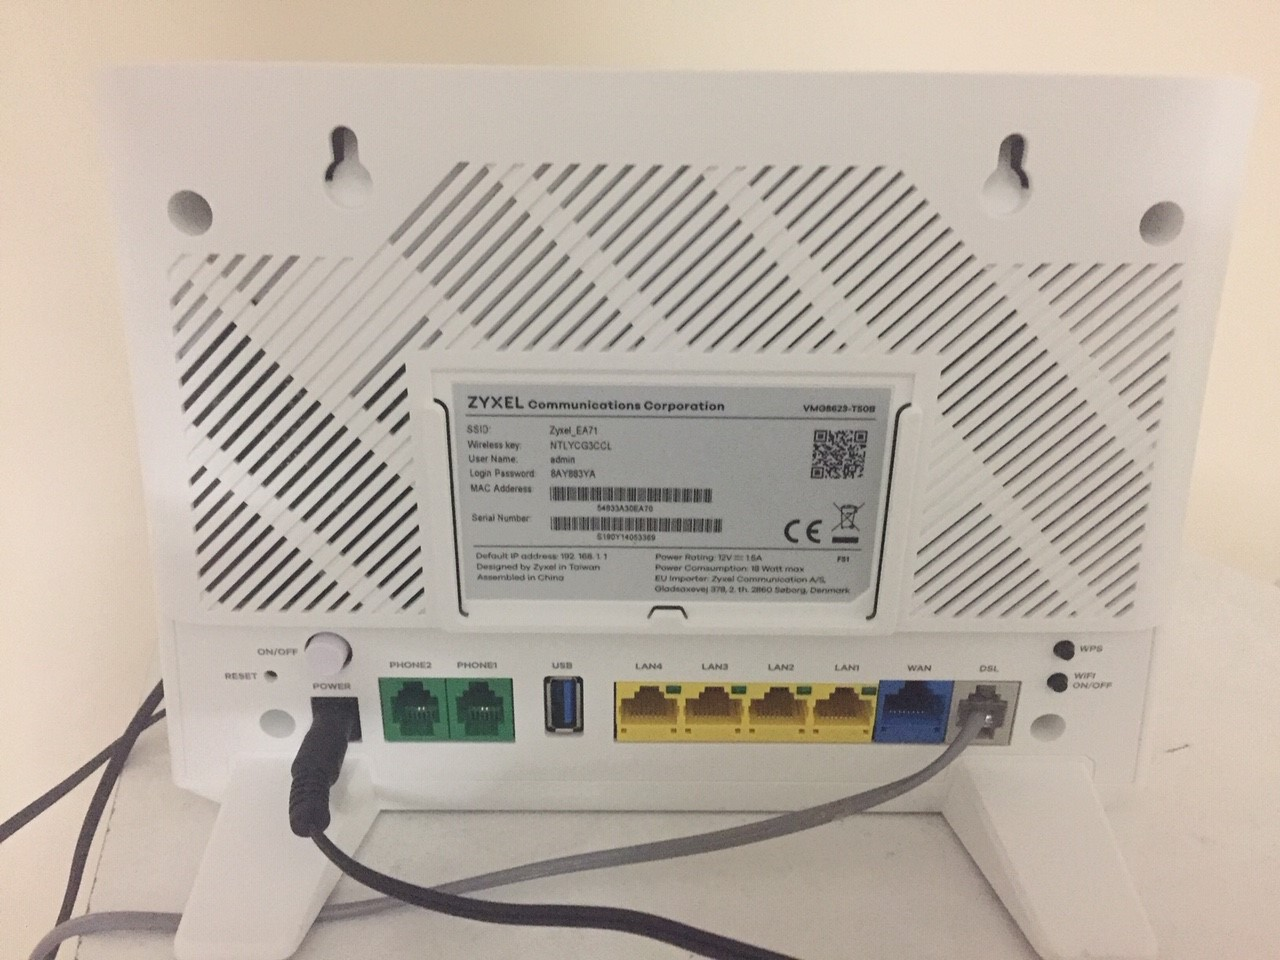 ZYXEL Communications Corporation
VMG8623-T50B
SSID: Zyxel_EA71
Wireless key: NTLYCG3CCL
User Name: admin
Login Password: 8AY883YA
MAC Address:
54833A30EA70
Serial Number:
CE
Default IP address: 192.168.1.1
Designed by Zyxel in Taiwan
Assembled in China
Power Rating: 12V 1.5A
Power Consumption: 18 Watt max
EU Importer: Zyxel Communication A/S,
Gladsaxevej 378, 2. th. 2860 Søborg, Denmark
FS1
ON/OFF
RESET
POWER
PHONE2 PHONE1
USB
LAN4 LAN3 LAN2 LAN1
WAN
DSL
WPS
WIFI
ON/OFF